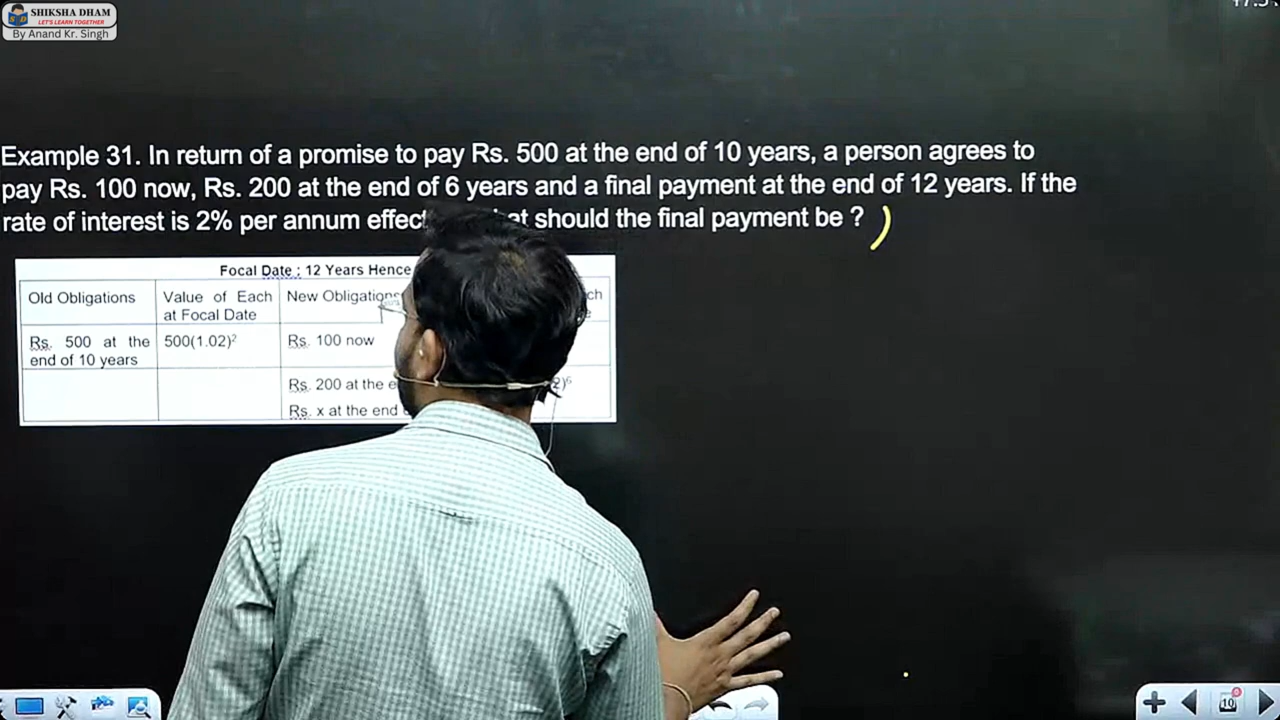 SHIKSHA DHAM
LET'S LEARN TOGETHER
By Anand Kr. Singh
Example 31. In return of a promise to pay Rs. 500 at the end of 10 years, a person agrees to
pay Rs. 100 now, Rs. 200 at the end of 6 years and a final payment at the end of 12 years. If the
rate of interest is 2% per annum should the final payment be ?
Focal Date : 12 Years Hence
Old Obligations
Value of Each
at Focal Date
New Obligations
Rs. 500 at the
end of 10 years
500(1.02)²
Rs. 100 now
Rs. 200 at the
Rs. x at the end
10